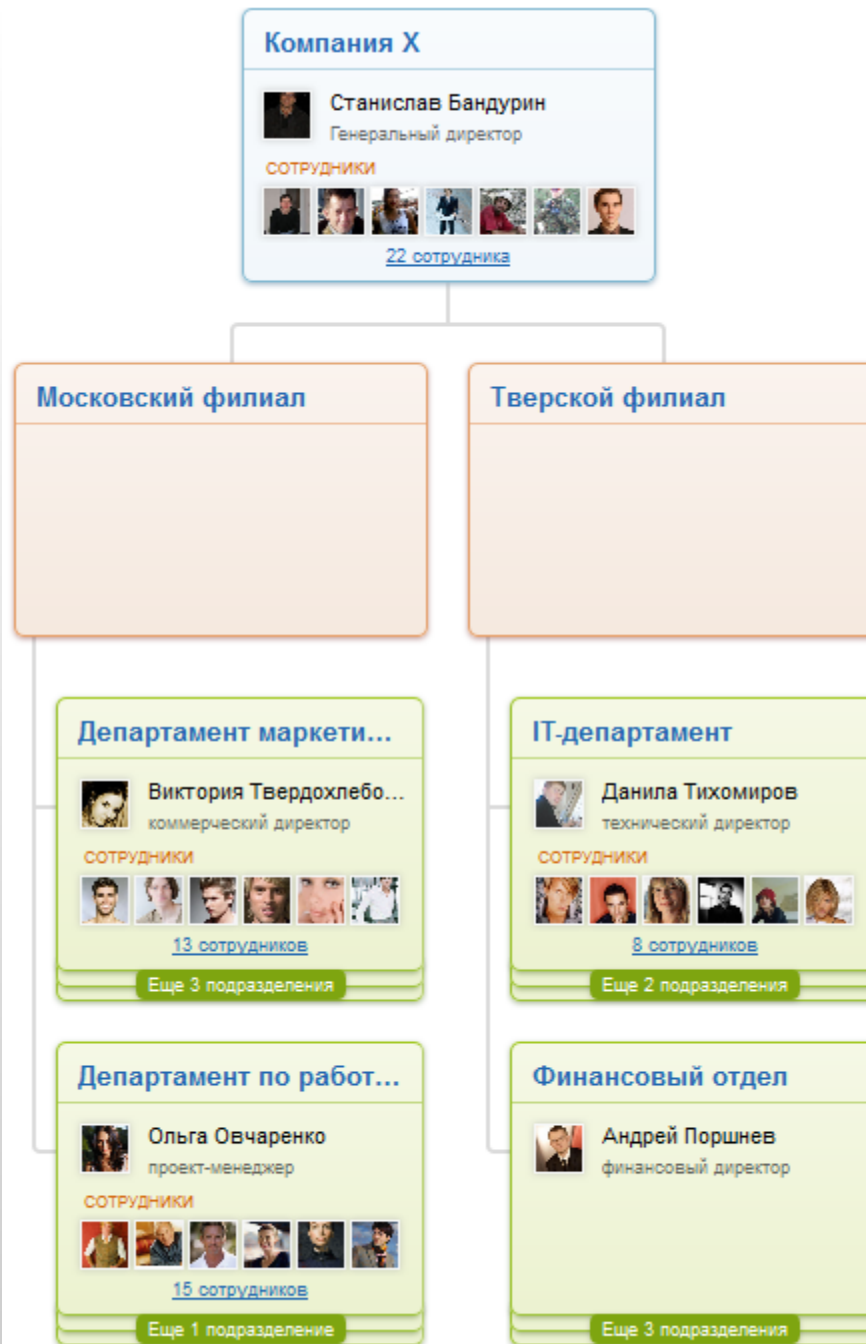 Компания X
Станислав Бандурин
Генеральный директор
СОТРУДНИКИ
22 сотрудника
Московский филиал
Тверской филиал
Департамент маркети...
Виктория Твердохлебо...
коммерческий директор
СОТРУДНИКИ
13 сотрудников
Еще 3 подразделения
IT-департамент
Данила Тихомиров
технический директор
СОТРУДНИКИ
8 сотрудников
Еще 2 подразделения
Департамент по работ...
Ольга Овчаренко
проект-менеджер
СОТРУДНИКИ
15 сотрудников
Еще 1 подразделение
Финансовый отдел
Андрей Поршнев
финансовый директор
Еще 3 подразделения